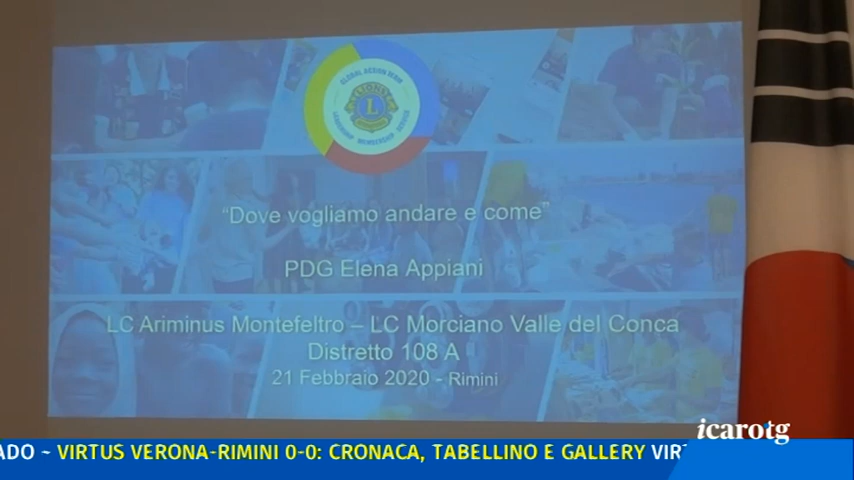 GLOBAL ACTION TEAM
LIONS
L
LEADERSHIP MEMBERSHIP SERVICE
“Dove vogliamo andare e come”
PDG Elena Appiani
LC Ariminus Montefeltro – LC Morciano Valle del Conca
Distretto 108 A
21 Febbraio 2020 - Rimini
icarotg
ADO ~ VIRTUS VERONA-RIMINI 0-0: CRONACA, TABELLINO E GALLERY VIRT